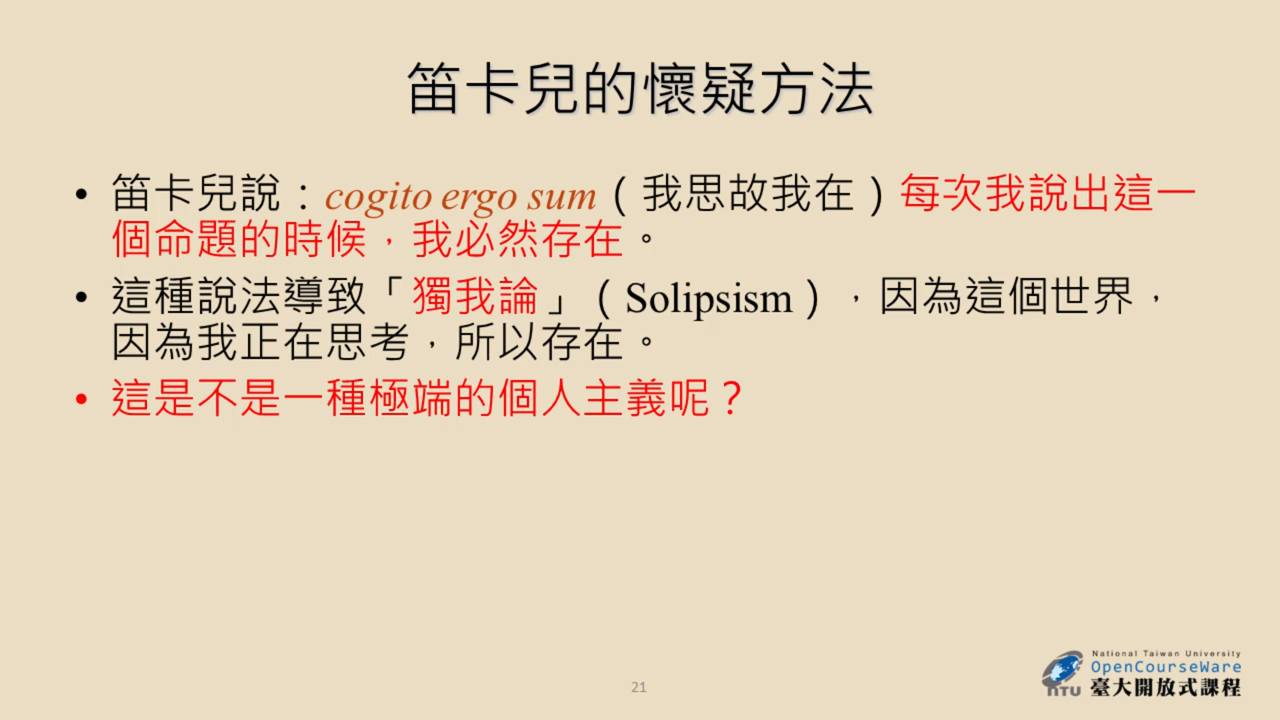 笛卡兒的懷疑方法
• 笛卡兒說：cogito ergo sum（我思故我在）每次我說出這一
個命題的時候，我必然存在。
• 這種說法導致「獨我論」（Solipsism），因為這個世界，
因為我正在思考，所以存在。
• 這是不是一種極端的個人主義呢？
National Taiwan University
OpenCourseWare
NTU 臺大開放式課程
21